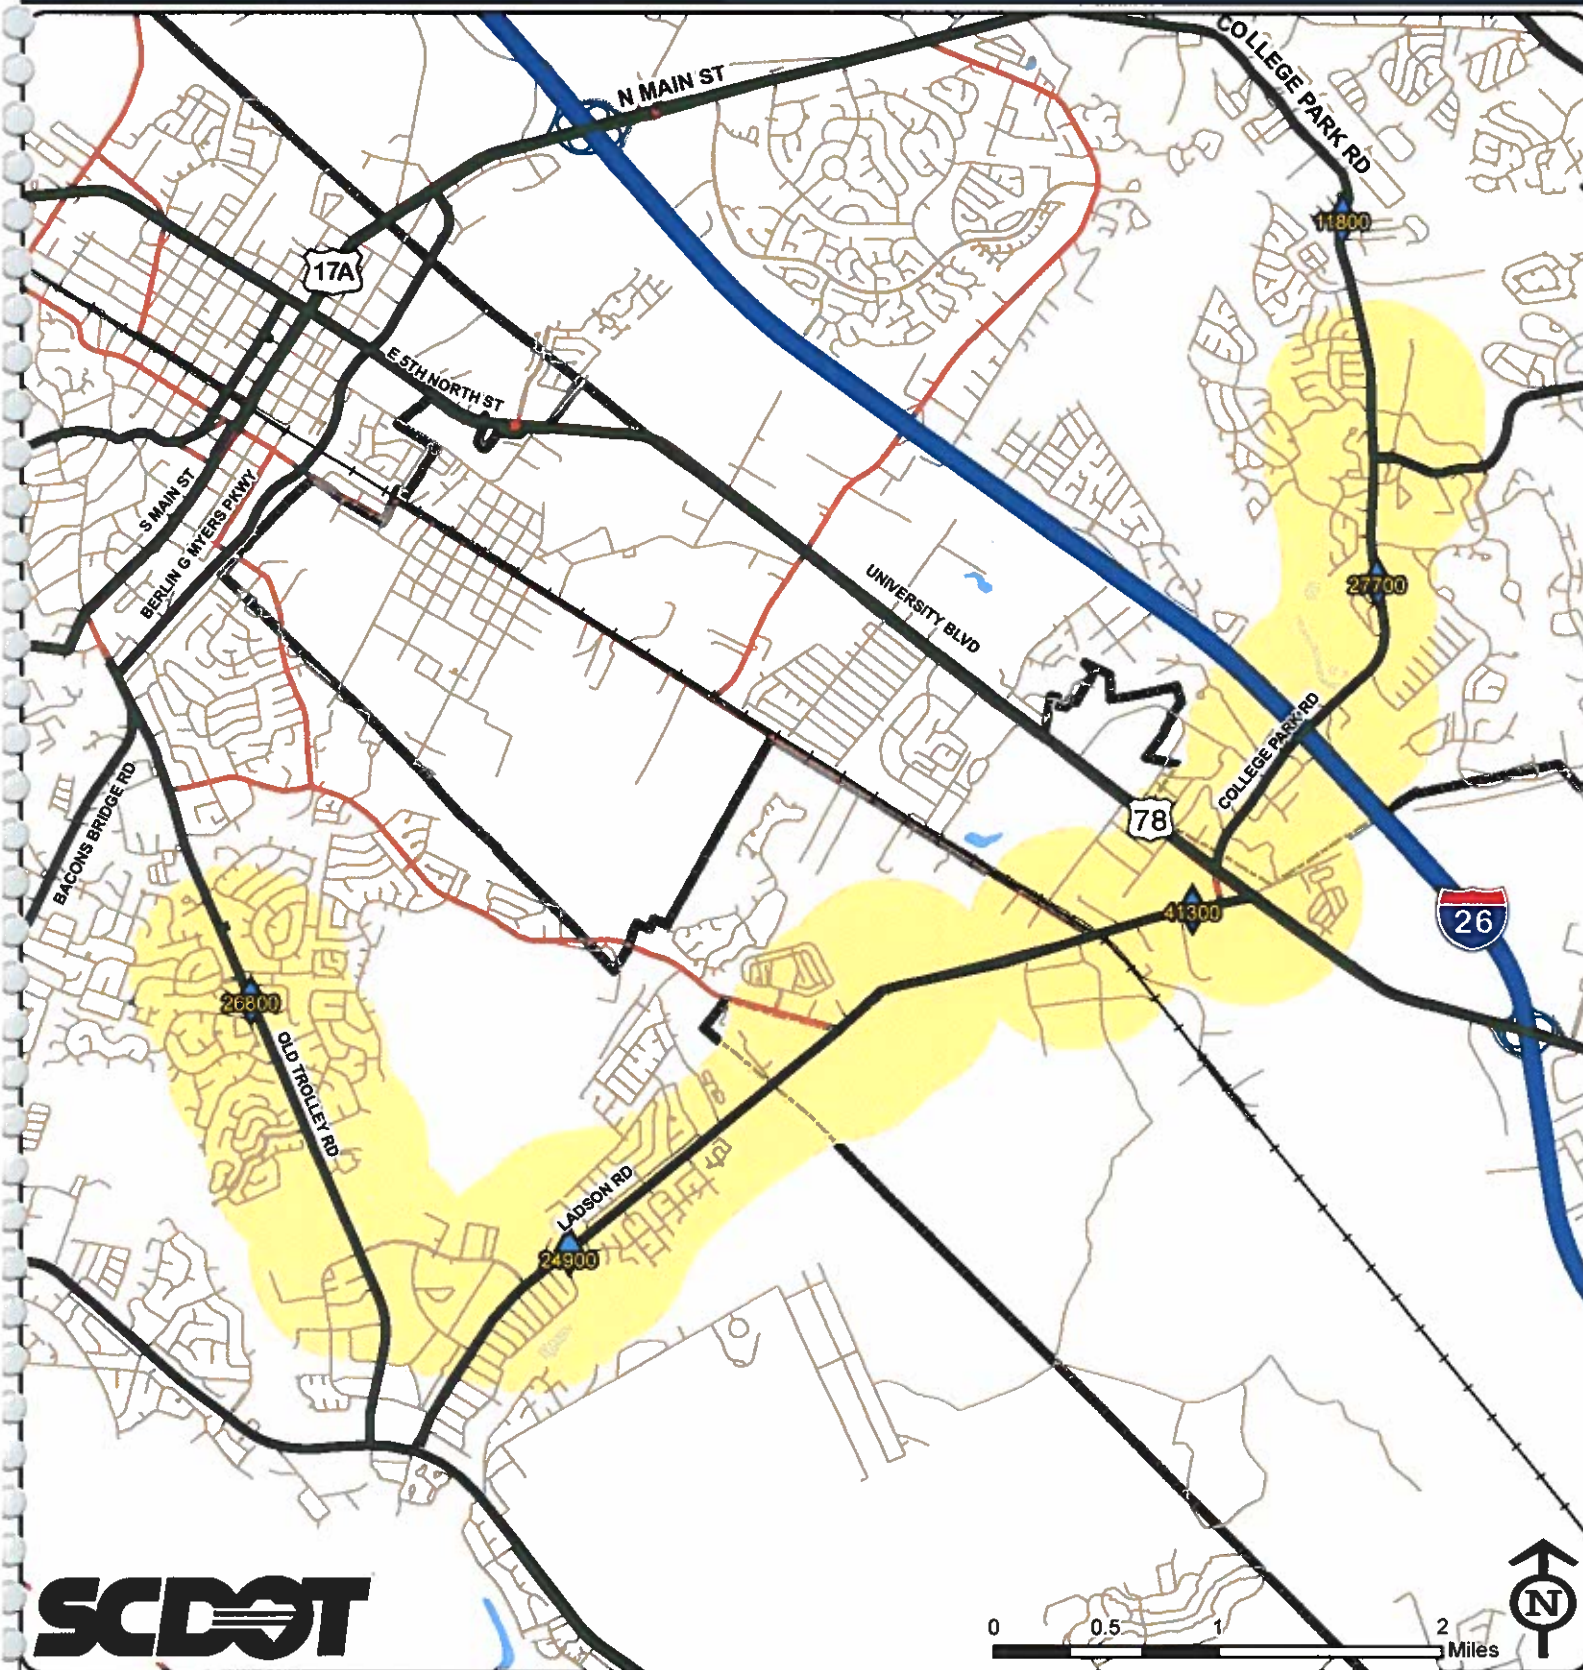 COLLEGE PARK RD
N MAIN ST
11800
17A
E 5TH NORTH ST
S MAIN ST
BERLIN G MYERS PKWY
UNIVERSITY BLVD
27700
COLLEGE PARK RD
78
BACONS BRIDGE RD
41300
26
26800
OLD TROLLEY RD
LADSON RD
24900
SCDOT
0 0.5 1 2
Miles
N